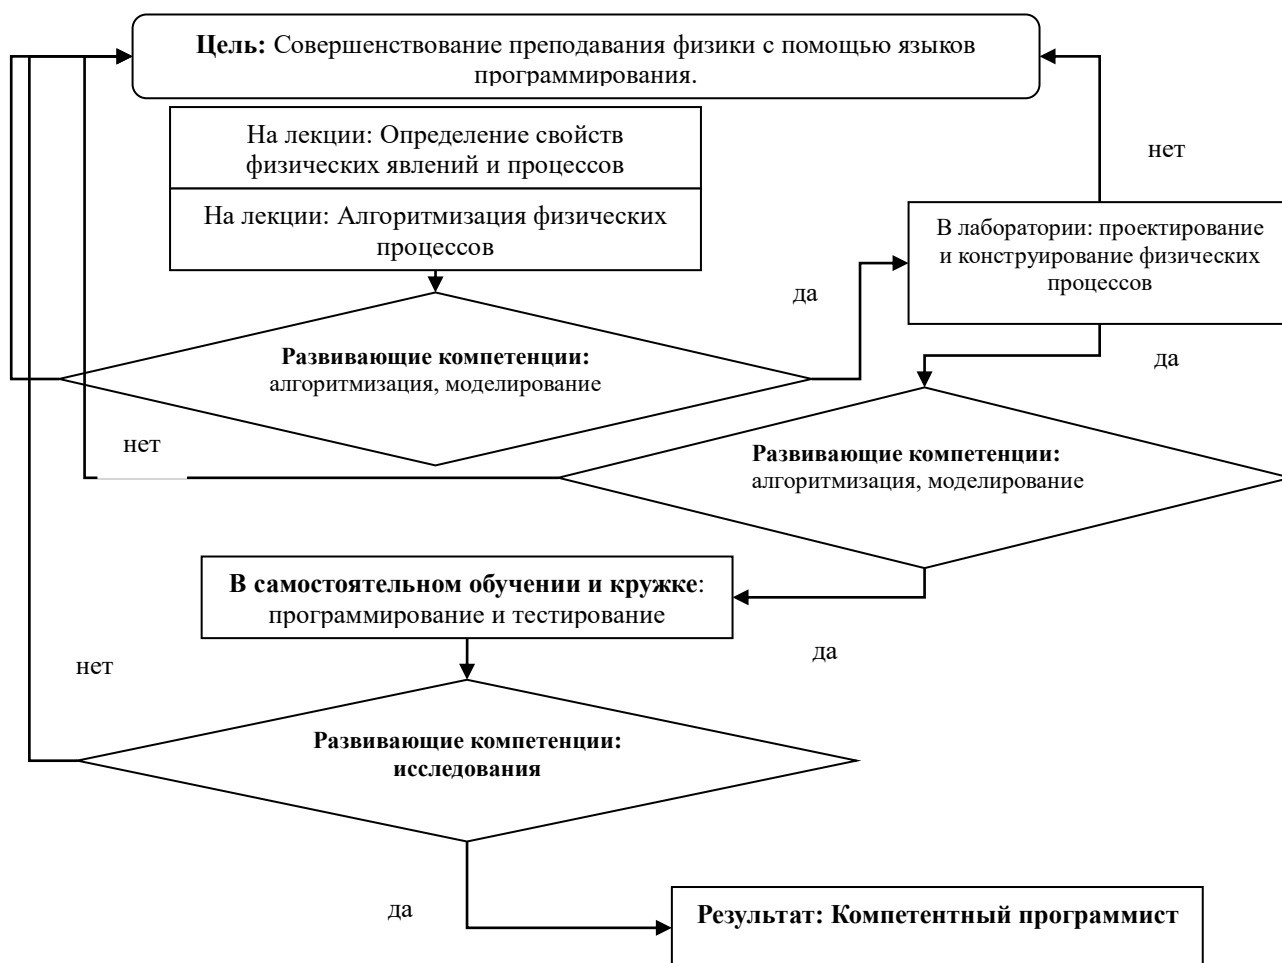 Цель: Совершенствование преподавания физики с помощью языков
программирования.
На лекции: Определение свойств
физических явлений и процессов
нет
На лекции: Алгоритмизация физических
процессов
В лаборатории: проектирование
и конструирование физических
процессов
да
Развивающие компетенции:
алгоритмизация, моделирование
да
нет
Развивающие компетенции:
алгоритмизация, моделирование
В самостоятельном обучении и кружке:
программирование и тестирование
да
нет
Развивающие компетенции:
исследования
да
Результат: Компетентный программист